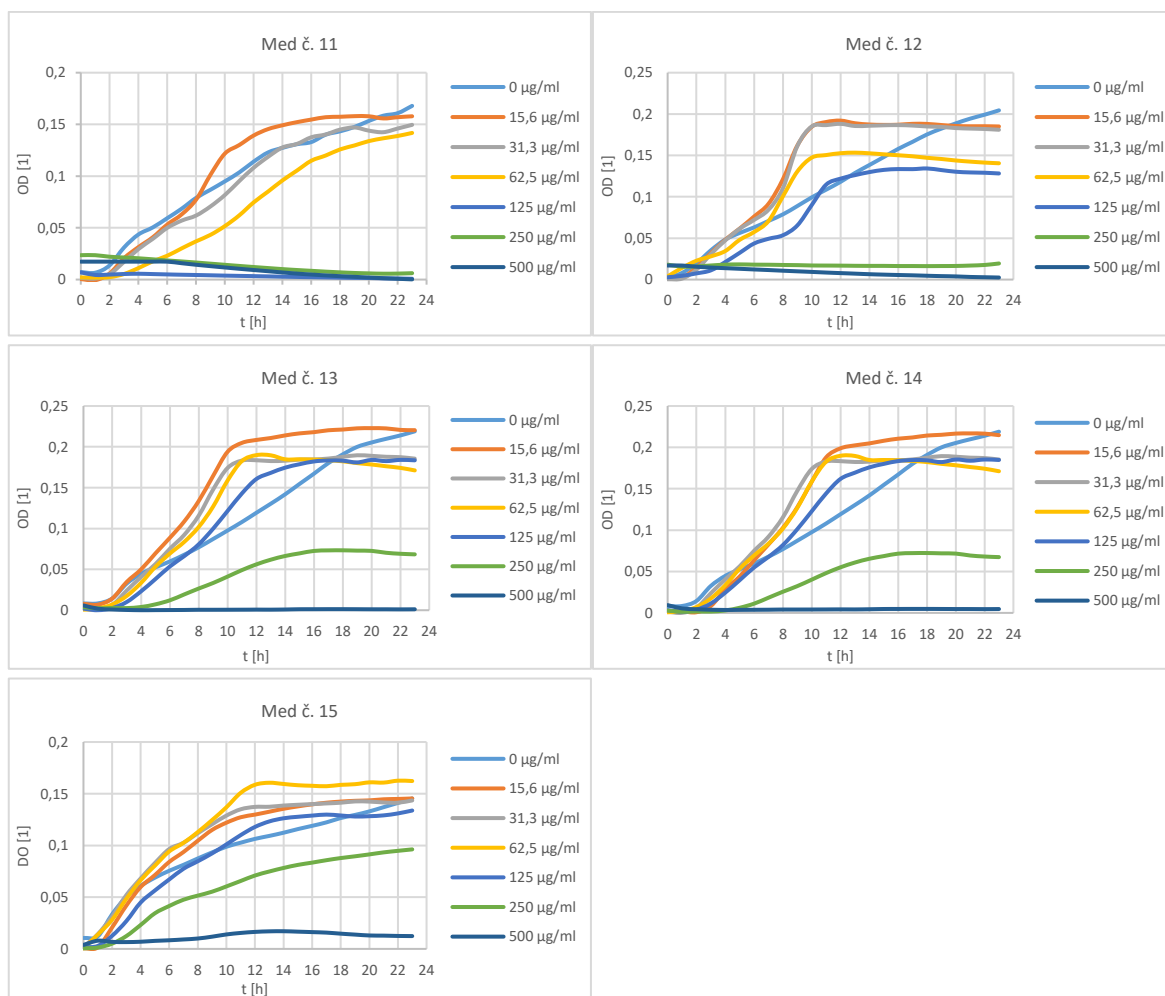 Med č. 11
0,2
0,15
0,1
0,05
0
OD [1]
0 2 4 6 8 10 12 14 16 18 20 22 24
t [h]
0 µg/ml
15,6 µg/ml
31,3 µg/ml
62,5 µg/ml
125 µg/ml
250 µg/ml
500 µg/ml
Med č. 12
0,25
0,2
0,15
0,1
0,05
0
OD [1]
0 2 4 6 8 10 12 14 16 18 20 22 24
t [h]
0 µg/ml
15,6 µg/ml
31,3 µg/ml
62,5 µg/ml
125 µg/ml
250 µg/ml
500 µg/ml
Med č. 13
0,25
0,2
0,15
0,1
0,05
0
OD [1]
0 2 4 6 8 10 12 14 16 18 20 22 24
t [h]
0 µg/ml
15,6 µg/ml
31,3 µg/ml
62,5 µg/ml
125 µg/ml
250 µg/ml
500 µg/ml
Med č. 14
0,25
0,2
0,15
0,1
0,05
0
OD [1]
0 2 4 6 8 10 12 14 16 18 20 22 24
t [h]
0 µg/ml
15,6 µg/ml
31,3 µg/ml
62,5 µg/ml
125 µg/ml
250 µg/ml
500 µg/ml
Med č. 15
0,2
0,15
0,1
0,05
0
DO [1]
0 2 4 6 8 10 12 14 16 18 20 22 24
t [h]
0 µg/ml
15,6 µg/ml
31,3 µg/ml
62,5 µg/ml
125 µg/ml
250 µg/ml
500 µg/ml